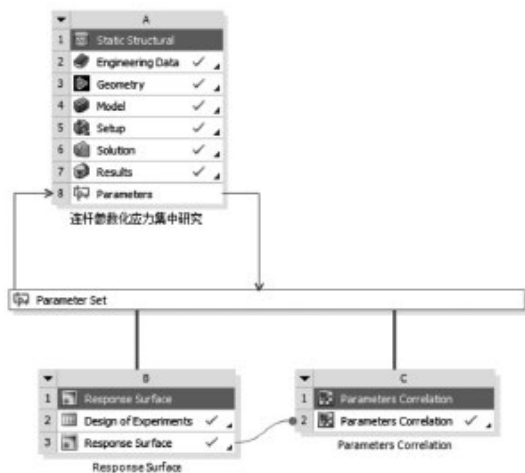 A
1 Static Structural
2 Engineering Data
3 Geometry
4 Model
5 Setup
6 Solution
7 Results
8 Parameters
连杆参数化应力集中研究
Parameter Set
B
1 Response Surface
2 Design of Experiments
3 Response Surface
Response Surface
C
1 Parameters Correlation
2 Parameters Correlation
Parameters Correlation